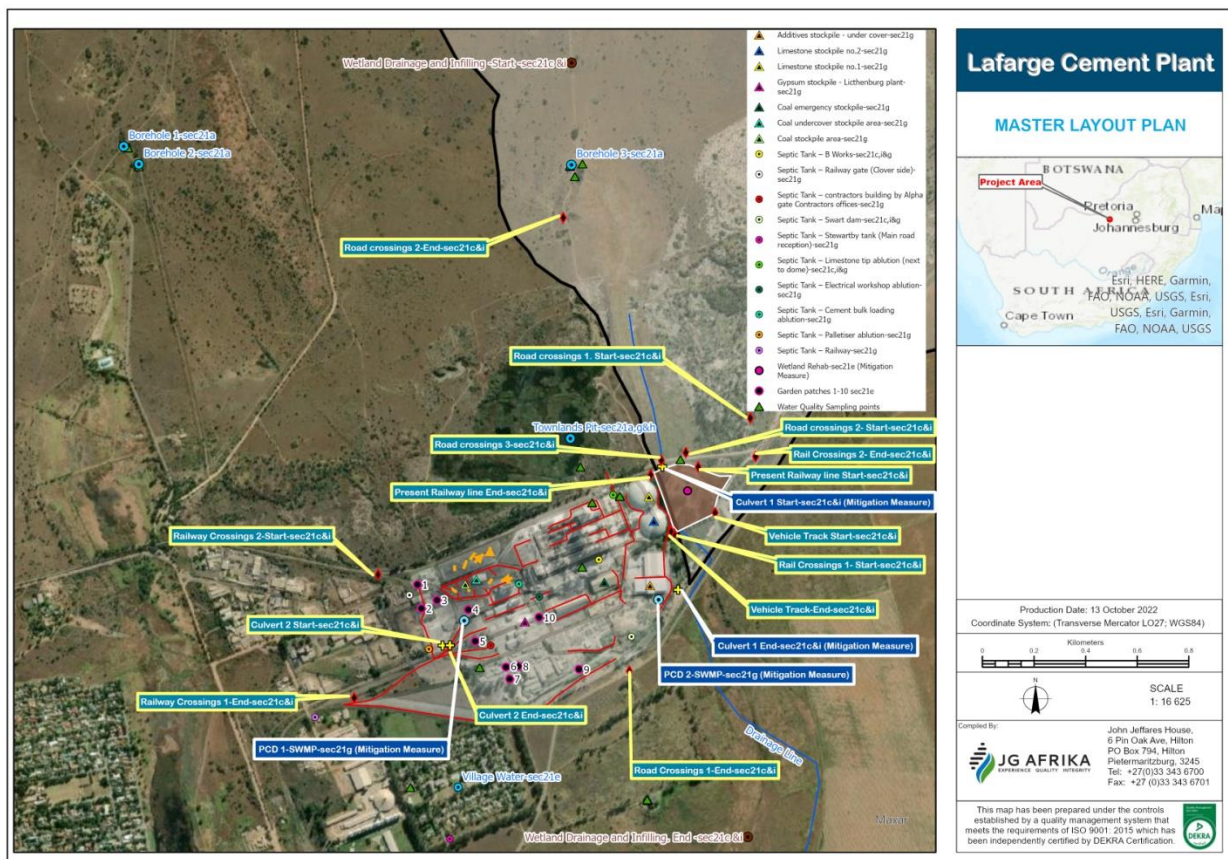 Additives stockpile - under cover-sec21g
Limestone stockpile no.2-sec21g
Limestone stockpile no.1-sec21g
Gypsum stockpile - Licthenburg plant-
sec21g
Coal emergency stockpile-sec21g
Coal undercover stockpile area-sec21g
Coal stockpile area-sec21g
Septic Tank – B Works-sec21c,i&g
Septic Tank – Railway gate (Clover side)-
sec21g
Septic Tank – contractors building by Alpha
gate Contractors offices-sec21g
Septic Tank – Swart dam-sec21c,i&g
Septic Tank – Stewartby tank (Main road
reception)-sec21g
Septic Tank – Limestone tip ablution (next
to dome)-sec21c,i&g
Septic Tank – Electrical workshop ablution-
sec21g
Septic Tank – Cement bulk loading
ablution-sec21g
Septic Tank – Palletiser ablution-sec21g
Septic Tank – Railway-sec21g
Wetland Rehab-sec21e (Mitigation
Measure)
Garden patches 1-10 sec21e
Water Quality Sampling points
Wetland Drainage and Infilling -Start -sec21c &i
Borehole 1-sec21a
Borehole 2-sec21a
Borehole 3-sec21a
Road crossings 2-End-sec21c&i
Road crossings 1. Start-sec21c&i
Townlands Pit-sec21a,g&h
Road crossings 2- Start-sec21c&i
Road crossings 3-sec21c&i
Rail Crossings 2- End-sec21c&i
Present Railway line Start-sec21c&i
Present Railway line End-sec21c&i
Culvert 1 Start-sec21c&i (Mitigation Measure)
Vehicle Track Start-sec21c&i
Railway Crossings 2-Start-sec21c&i
Rail Crossings 1- Start-sec21c&i
Vehicle Track-End-sec21c&i
1
2
3
4
5
6
7
8
9
10
Culvert 2 Start-sec21c&i
Culvert 1 End-sec21c&i (Mitigation Measure)
PCD 2-SWMP-sec21g (Mitigation Measure)
Railway Crossings 1-End-sec21c&i
Culvert 2 End-sec21c&i
PCD 1-SWMP-sec21g (Mitigation Measure)
Road Crossings 1-End-sec21c&i
Drainage Line
Village Water-sec21e
Wetland Drainage and Infilling. End -sec21c &i
Maxar
Lafarge Cement Plant
MASTER LAYOUT PLAN
BOTSWANA
Project Area
Pretoria
Johannesburg
Map
Orange
SOUTH AFRICA
Cape Town
Esri, HERE, Garmin,
FAO, NOAA, USGS, Esri,
USGS, Esri, Garmin,
FAO, NOAA, USGS
Production Date: 13 October 2022
Coordinate System: (Transverse Mercator LO27; WGS84)
Kilometers
0 0.2 0.4 0.6 0.8
N
SCALE
1: 16 625
Compiled By:
JG AFRIKA
EXPERIENCE QUALITY INTEGRITY
John Jeffares House,
6 Pin Oak Ave, Hilton
PO Box 794, Hilton
Pietermaritzburg, 3245
Tel: +27(0)33 343 6700
Fax: +27 (0)33 343 6701
This map has been prepared under the controls
established by a quality management system that
meets the requirements of ISO 9001: 2015 which has
been independently certified by DEKRA Certification.
DEKRA